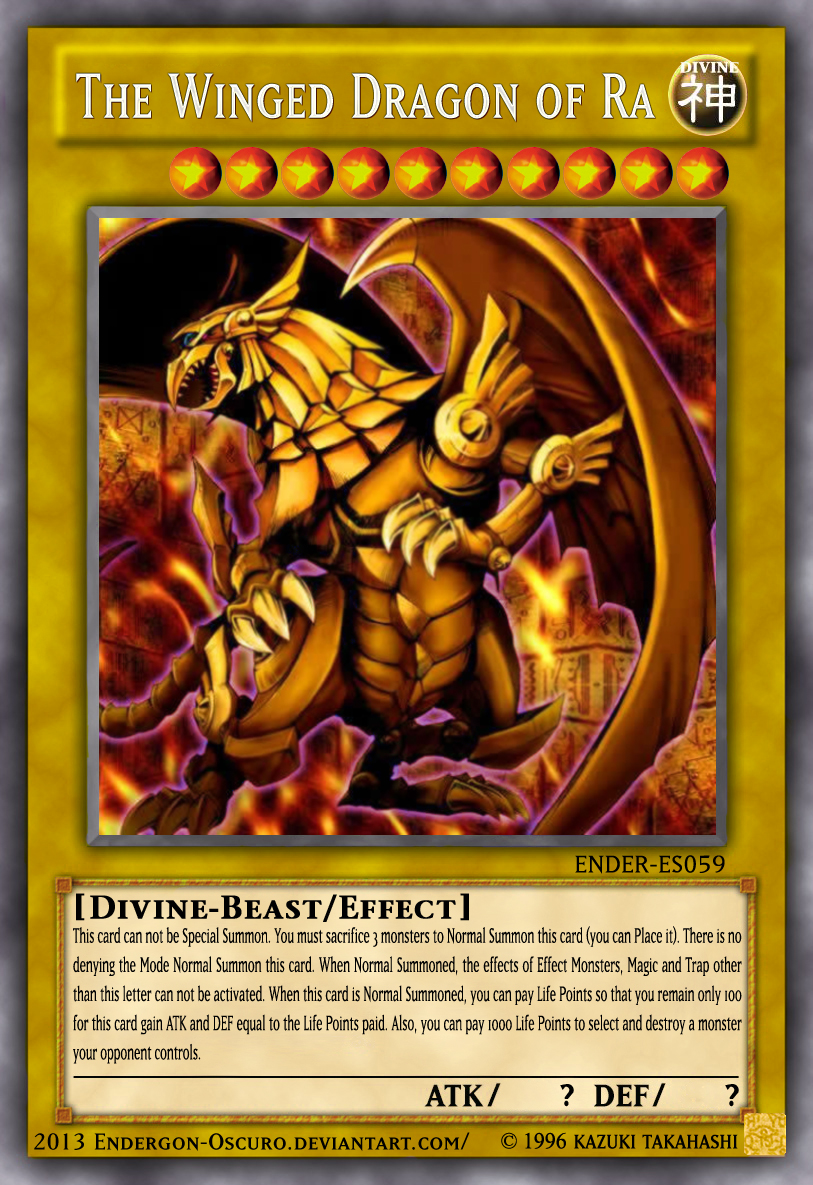 The Winged Dragon of Ra
DIVINE
神
ENDER-ES059
[Divine-Beast/Effect]
This card can not be Special Summon. You must sacrifice 3 monsters to Normal Summon this card (you can Place it). There is no
denying the Mode Normal Summon this card. When Normal Summoned, the effects of Effect Monsters, Magic and Trap other
than this letter can not be activated. When this card is Normal Summoned, you can pay Life Points so that you remain only 100
for this card gain ATK and DEF equal to the Life Points paid. Also, you can pay 1000 Life Points to select and destroy a monster
your opponent controls.
ATK/ ? DEF/ ?
2013 Endergon-Oscuro.deviantart.com/ © 1996 KAZUKI TAKAHASHI